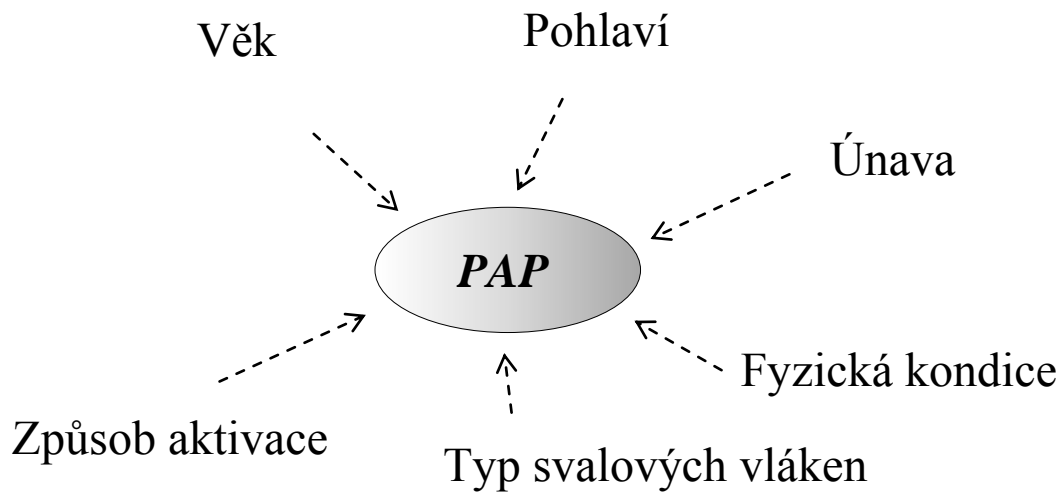 Věk
Pohlaví
Únava
PAP
Fyzická kondice
Způsob aktivace
Typ svalových vláken